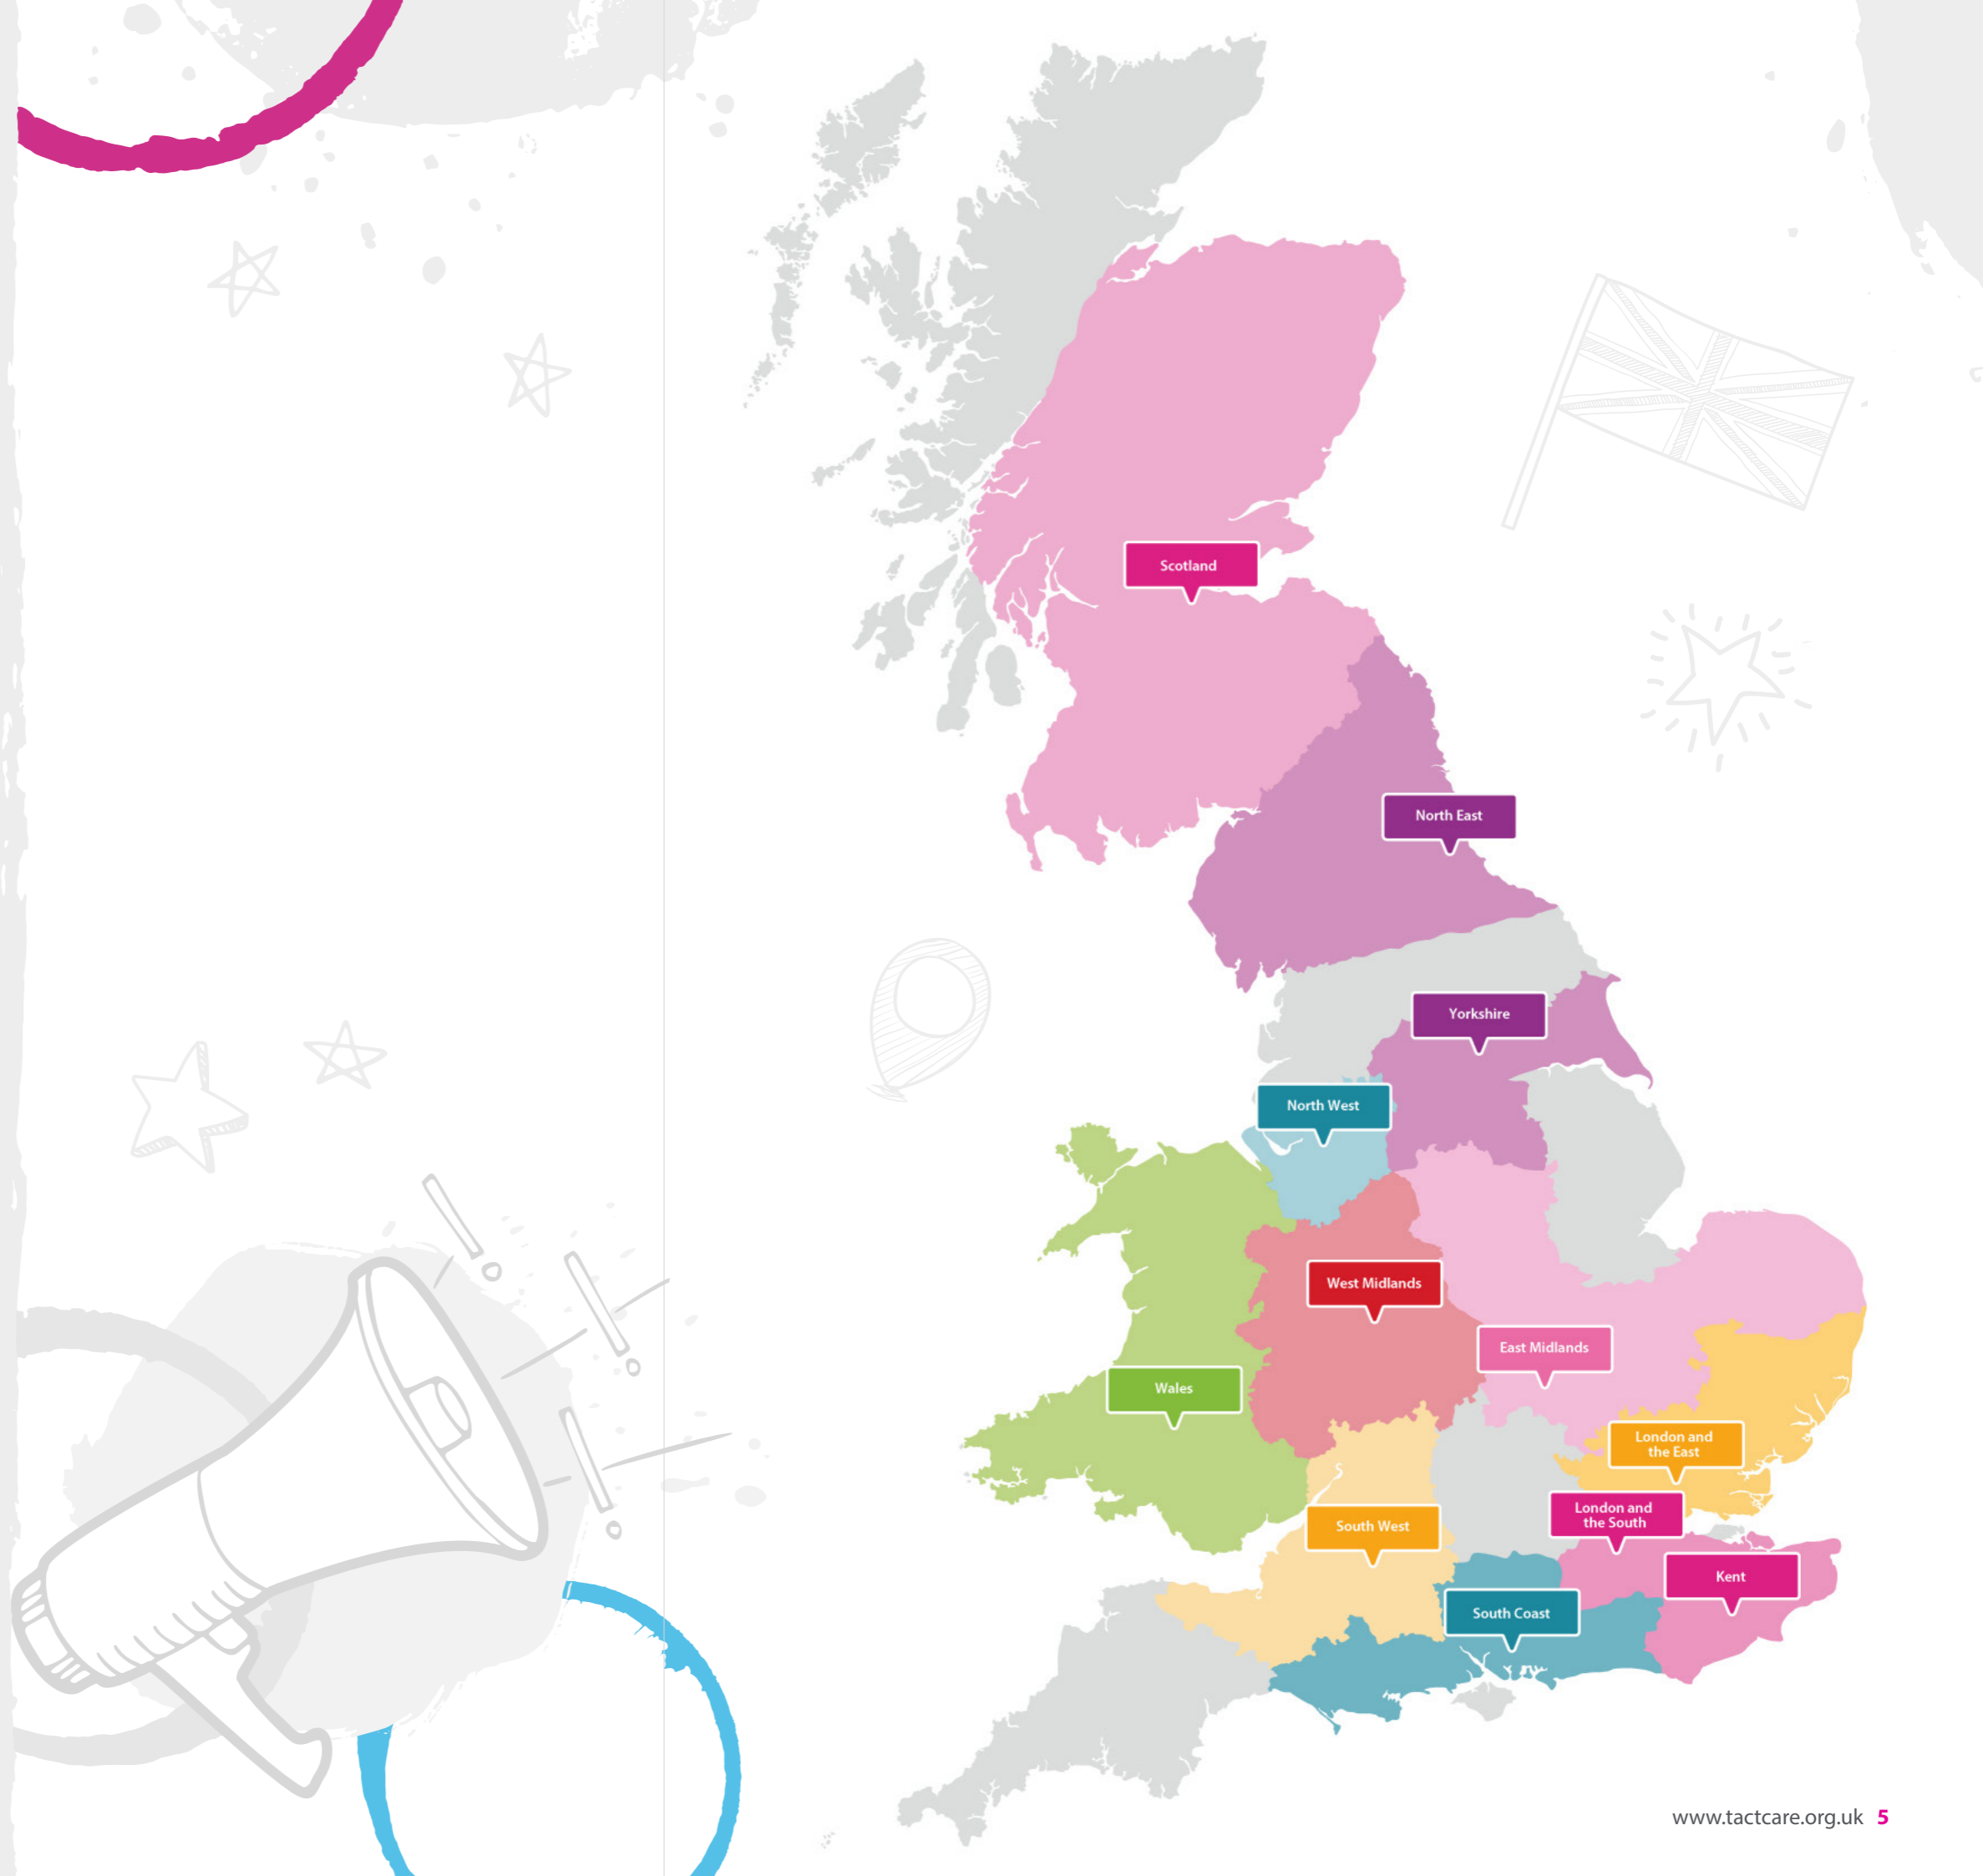 Scotland
North East
Yorkshire
North West
West Midlands
East Midlands
Wales
London and
the East
London and
the South
South West
Kent
South Coast
www.tactcare.org.uk 5